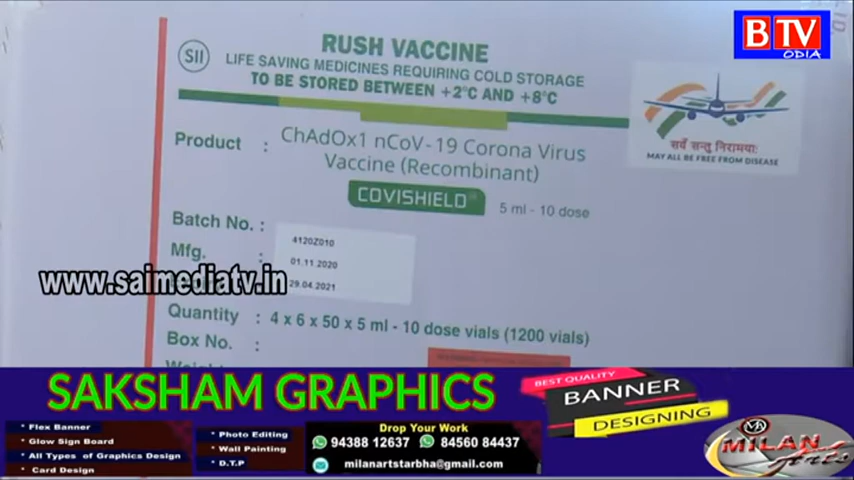 BTV
ODIA
SII
RUSH VACCINE
LIFE SAVING MEDICINES REQUIRING COLD STORAGE
TO BE STORED BETWEEN +2°C AND +8°C
Product : ChAdOx1 nCoV-19 Corona Virus
Vaccine (Recombinant)
COVISHIELD
5 ml - 10 dose
सर्वे सन्तु निरामयाः
MAY ALL BE FREE FROM DISEASE
Batch No. : 4120Z010
Mfg. : 01.11.2020
29.04.2021
www.saimediatv.in
Quantity : 4 x 6 x 50 x 5 ml - 10 dose vials (1200 vials)
Box No. :
SAKSHAM GRAPHICS
* Flex Banner
* Glow Sign Board
* All Types of Graphics Design
* Card Design
* Photo Editing
* Wall Painting
* D.T.P
Drop Your Work
94388 12637 84560 84437
milanartstarbha@gmail.com
BEST QUALITY
BANNER
DESIGNING
MA
MILAN
Arts